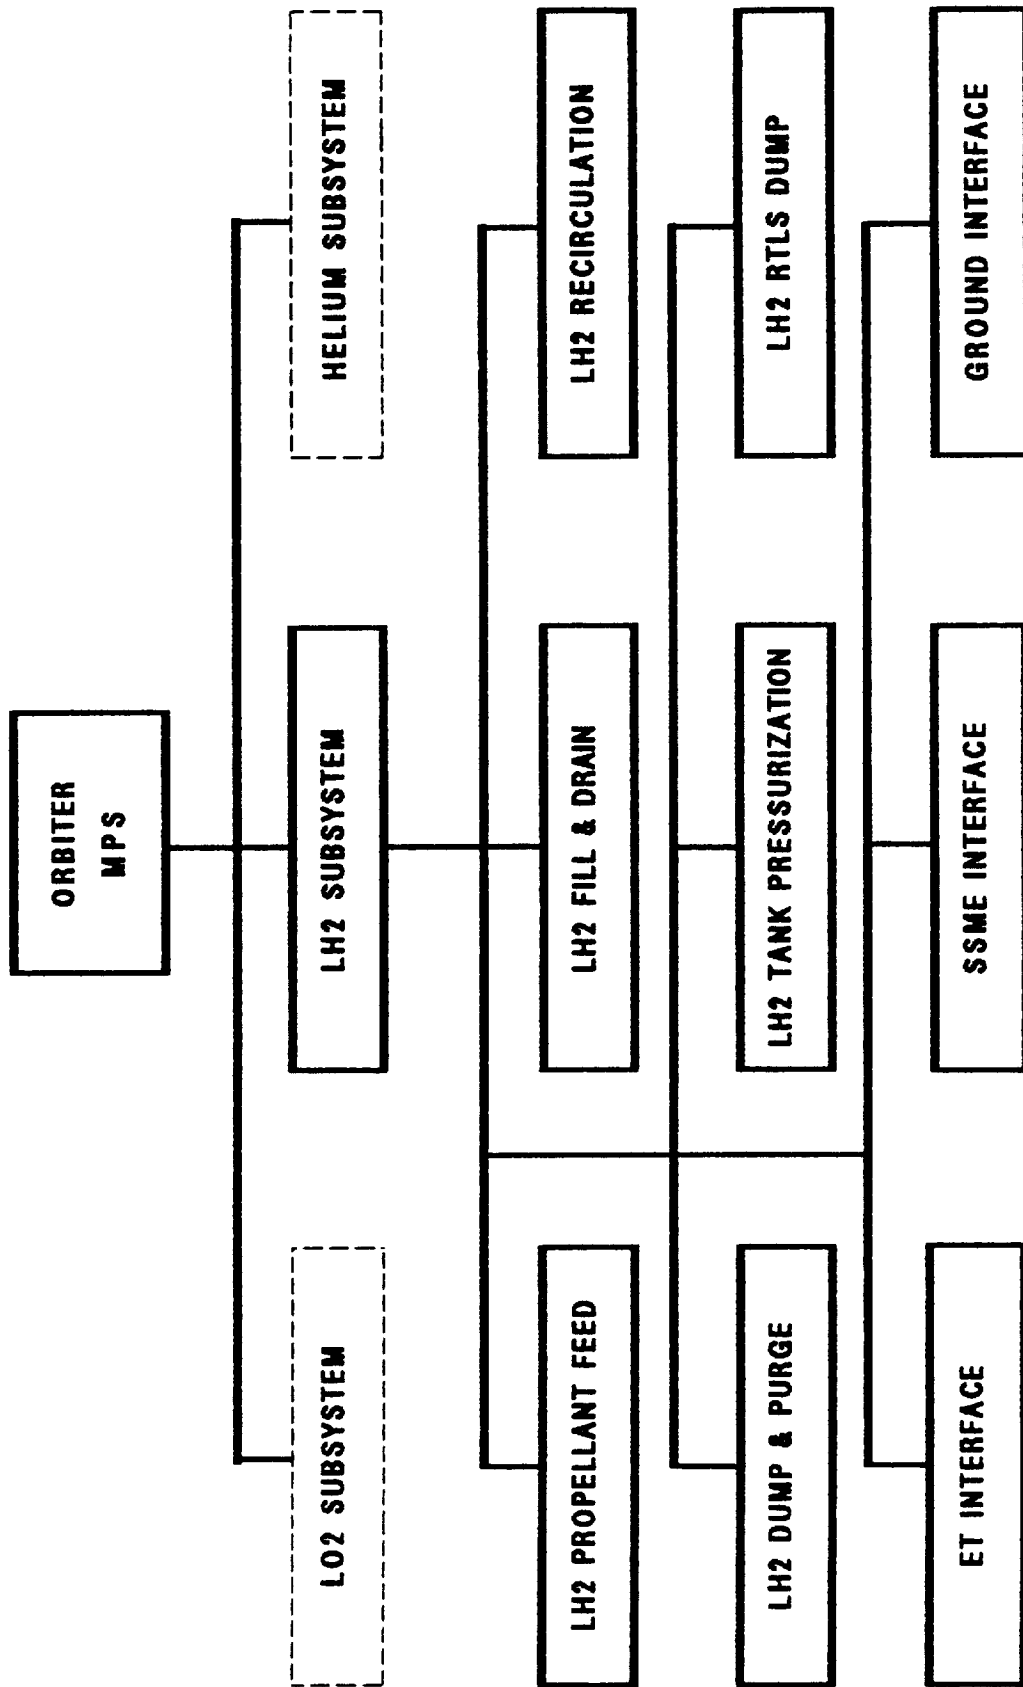 ORBITER
MPS
LO2 SUBSYSTEM
LH2 SUBSYSTEM
HELIUM SUBSYSTEM
LH2 PROPELLANT FEED
LH2 FILL & DRAIN
LH2 RECIRCULATION
LH2 DUMP & PURGE
LH2 TANK PRESSURIZATION
LH2 RTLS DUMP
ET INTERFACE
SSME INTERFACE
GROUND INTERFACE